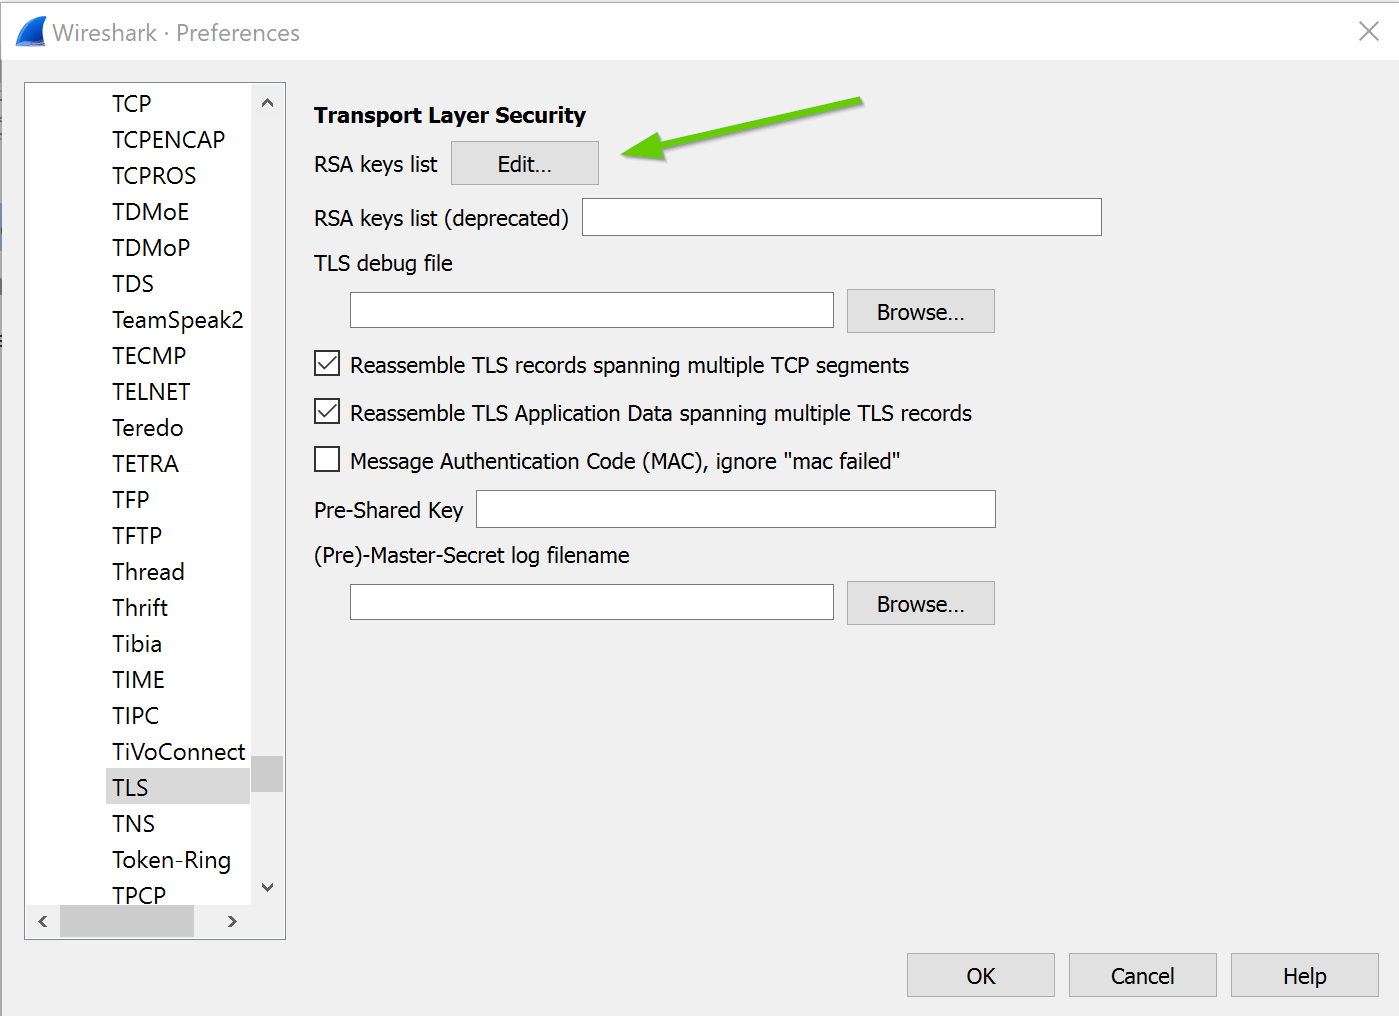 Wireshark · Preferences
TCP
TCPENCAP
TCPROS
TDMoE
TDMoP
TDS
TeamSpeak2
TECMP
TELNET
Teredo
TETRA
TFP
TFTP
Thread
Thrift
Tibia
TIME
TIPC
TiVoConnect
TLS
TNS
Token-Ring
TPCP
Transport Layer Security
RSA keys list Edit...
RSA keys list (deprecated)
TLS debug file
Browse...
Reassemble TLS records spanning multiple TCP segments
Reassemble TLS Application Data spanning multiple TLS records
Message Authentication Code (MAC), ignore "mac failed"
Pre-Shared Key
(Pre)-Master-Secret log filename
Browse...
OK Cancel Help